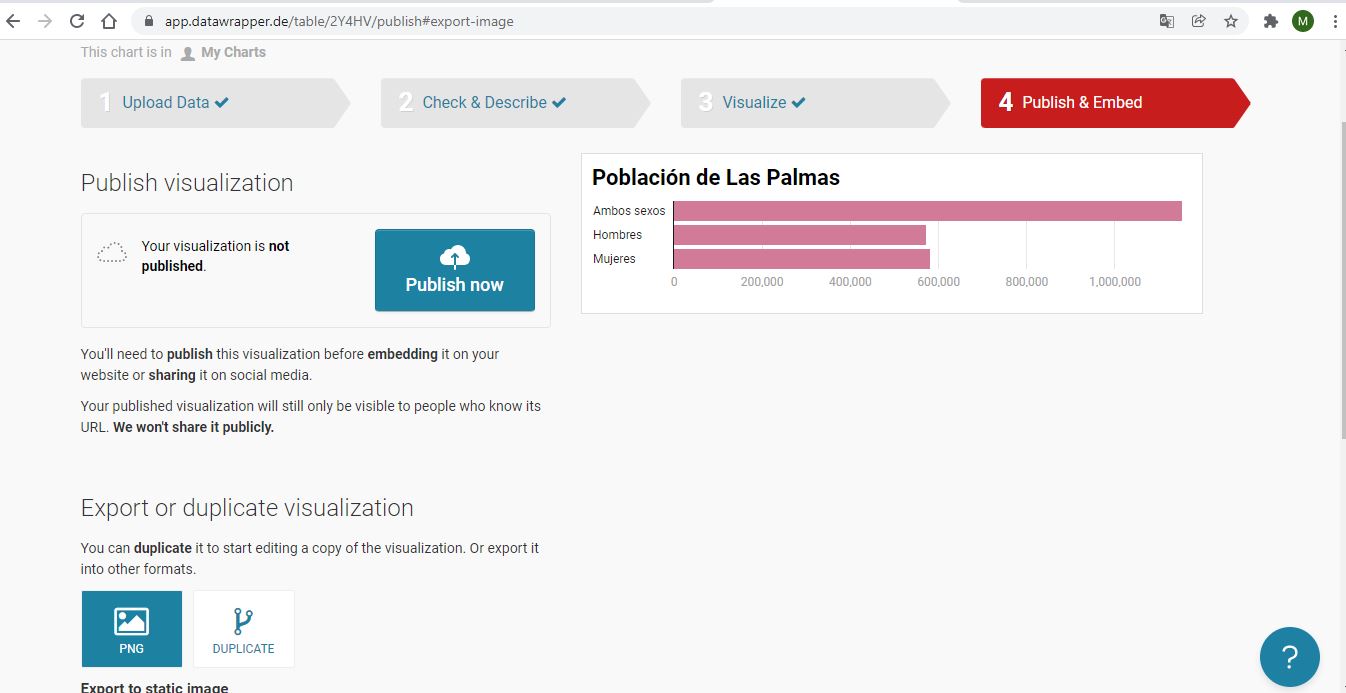 app.datawrapper.de/table/2Y4HV/publish#export-image
M
This chart is in My Charts
1 Upload Data
2 Check & Describe
3 Visualize
4 Publish & Embed
Publish visualization
Your visualization is not
published.
Publish now
You'll need to publish this visualization before embedding it on your
website or sharing it on social media.
Your published visualization will still only be visible to people who know its
URL. We won't share it publicly.
Población de Las Palmas
Ambos sexos
Hombres
Mujeres
0 200,000 400,000 600,000 800,000 1,000,000
Export or duplicate visualization
You can duplicate it to start editing a copy of the visualization. Or export it
into other formats.
PNG
DUPLICATE
Export to static image
?